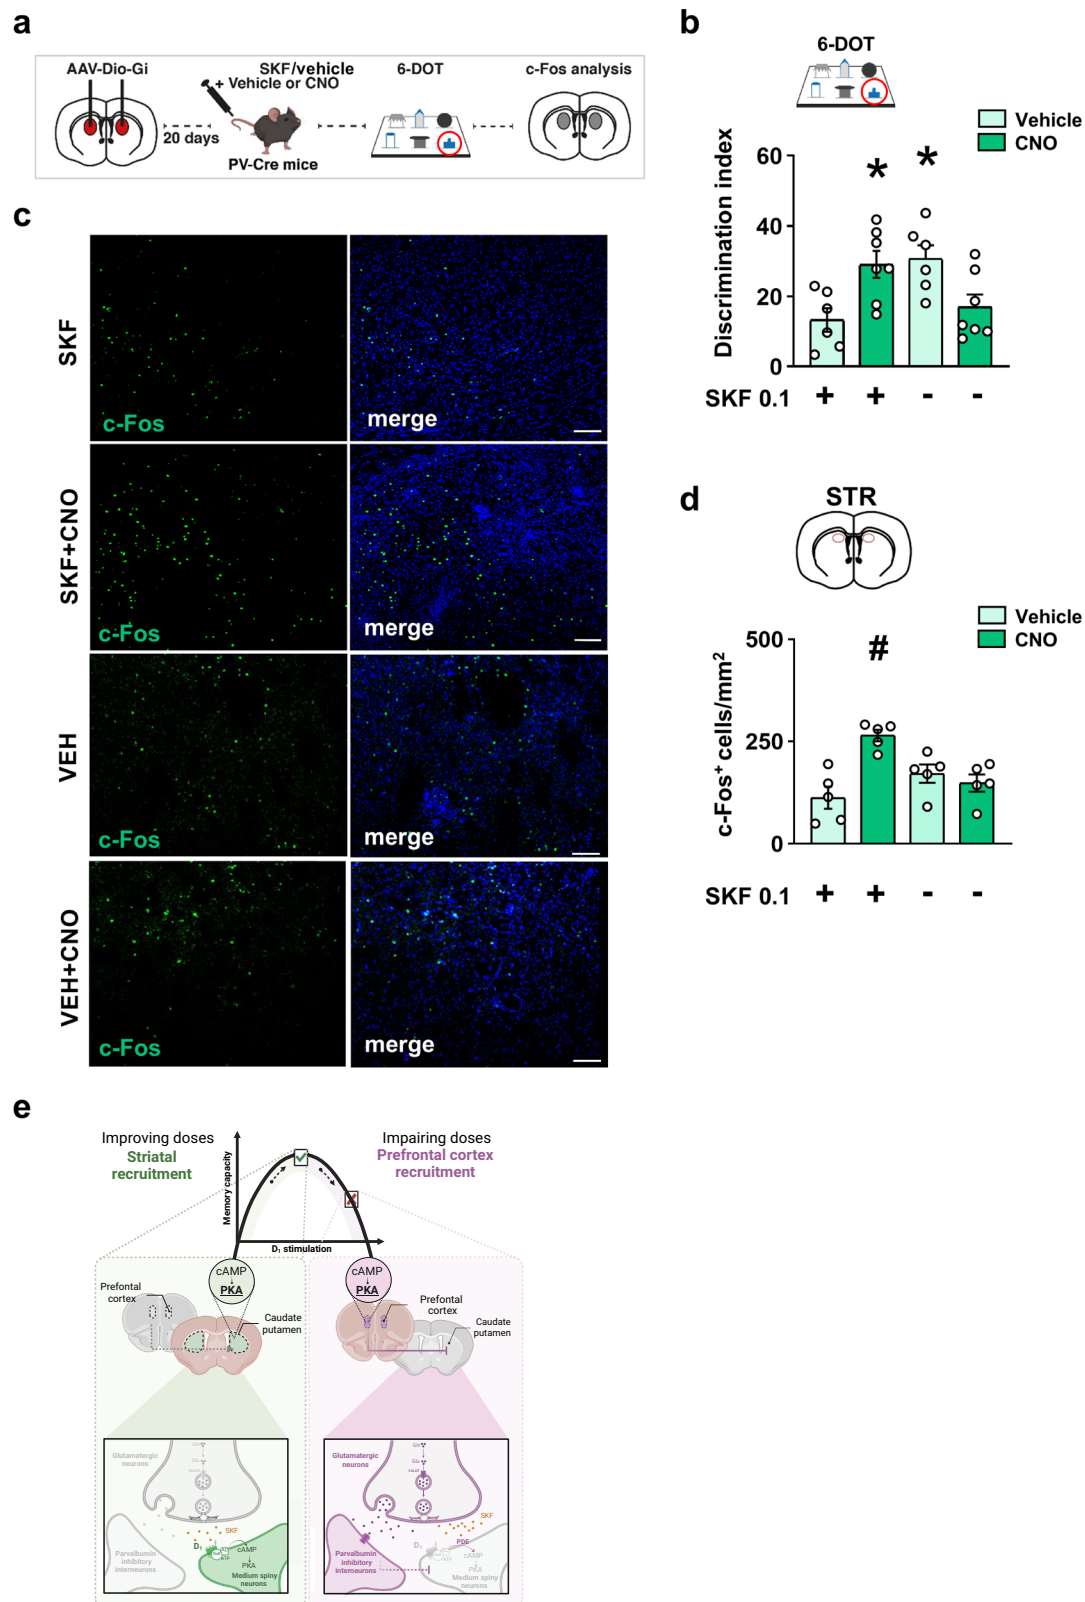 a
AAV-Dio-Gi
20 days
SKF/vehicle
+ Vehicle or CNO
PV-Cre mice
6-DOT
c-Fos analysis
b
6-DOT
Vehicle
CNO
Discrimination index
60
40
20
0
*
*
SKF 0.1 + + - -
c
SKF
c-Fos
merge
SKF+CNO
c-Fos
merge
VEH
c-Fos
merge
VEH+CNO
c-Fos
merge
d
STR
Vehicle
CNO
c-Fos+ cells/mm2
500
250
0
#
SKF 0.1 + + - -
e
Improving doses
Striatal
recruitment
Impairing doses
Prefrontal cortex
recruitment
Memory capacity
D1 stimulation
cAMP
PKA
cAMP
PKA
Prefontal
cortex
Caudate
putamen
Prefontal
cortex
Caudate
putamen
Glutamatergic
neurons
SKF
D1
cAMP
PKA
Parvalbumin
inhibitory
interneurons
Medium spiny
neurons
Glutamatergic
neurons
SKF
D1
PDE
cAMP
PKA
Parvalbumin
inhibitory
interneurons
Medium spiny
neurons